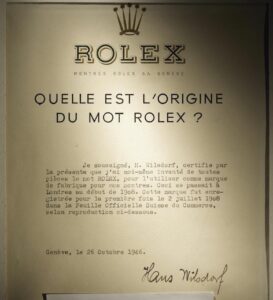 ROLEX
MONTRES ROLEX SA GENÈVE
QUELLE EST L'ORIGINE
DU MOT ROLEX ?
Je soussigné, H. Wilsdorf, certifie par
la présente que j'ai moi-même inventé de toutes
pièces le mot ROLEX, pour l'utiliser comme marque
de fabrique pour nos montres. Ceci se passait à
Londres au début de 1908. Cette marque fut en-
registrée pour la première fois le 2 juillet 1908
dans la Feuille Officielle Suisse du Commerce,
selon reproduction ci-dessous.
Genève, le 26 Octobre 1946.
Hans Wilsdorf